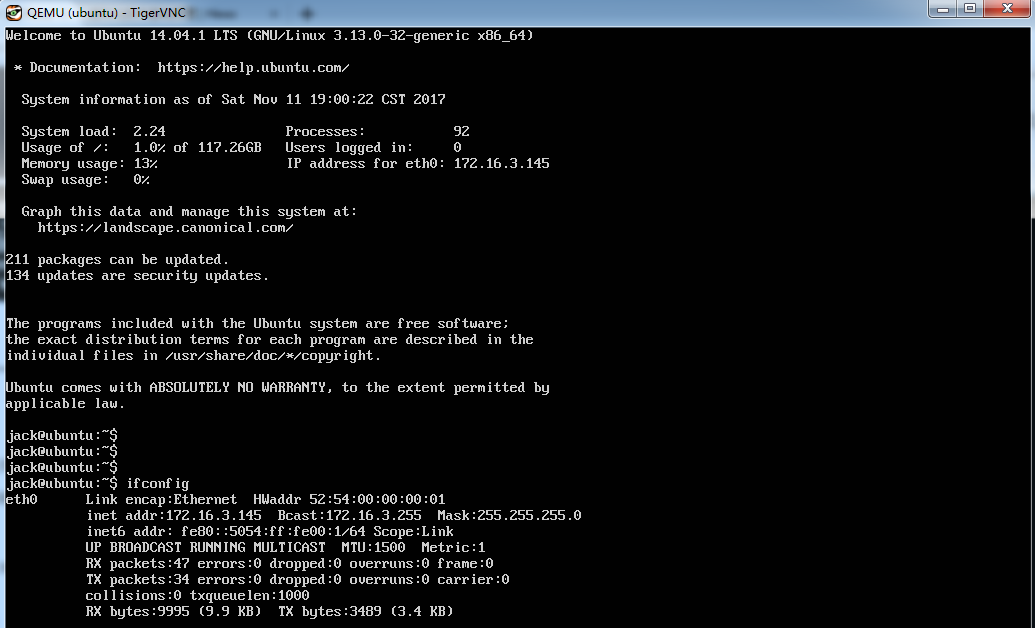 QEMU (ubuntu) - TigerVNC
Welcome to Ubuntu 14.04.1 LTS (GNU/Linux 3.13.0-32-generic x86_64)
* Documentation:  https://help.ubuntu.com/
System information as of Sat Nov 11 19:00:22 CST 2017
System load:  2.24               Processes:           92
Usage of /:   1.0% of 117.26GB   Users logged in:     0
Memory usage: 13%                IP address for eth0: 172.16.3.145
Swap usage:   0%
Graph this data and manage this system at:
https://landscape.canonical.com/
211 packages can be updated.
134 updates are security updates.
The programs included with the Ubuntu system are free software;
the exact distribution terms for each program are described in the
individual files in /usr/share/doc/*/copyright.
Ubuntu comes with ABSOLUTELY NO WARRANTY, to the extent permitted by
applicable law.
jack@ubuntu:~$
jack@ubuntu:~$
jack@ubuntu:~$
jack@ubuntu:~$ ifconfig
eth0      Link encap:Ethernet  HWaddr 52:54:00:00:00:01
inet addr:172.16.3.145  Bcast:172.16.3.255  Mask:255.255.255.0
inet6 addr: fe80::5054:ff:fe00:1/64 Scope:Link
UP BROADCAST RUNNING MULTICAST  MTU:1500  Metric:1
RX packets:47 errors:0 dropped:0 overruns:0 frame:0
TX packets:34 errors:0 dropped:0 overruns:0 carrier:0
collisions:0 txqueuelen:1000
RX bytes:9995 (9.9 KB)  TX bytes:3489 (3.4 KB)